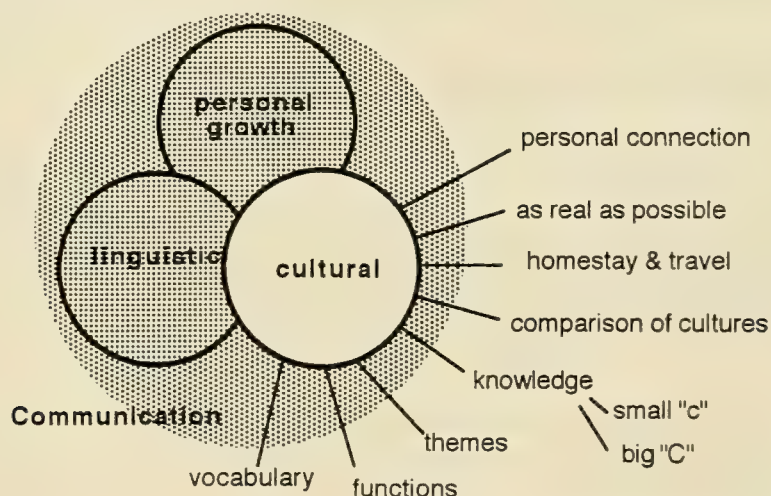 personal
growth
personal connection
as real as possible
linguistic
cultural
homestay & travel
comparison of cultures
knowledge
small "c"
Communication
themes
big "C"
vocabulary
functions